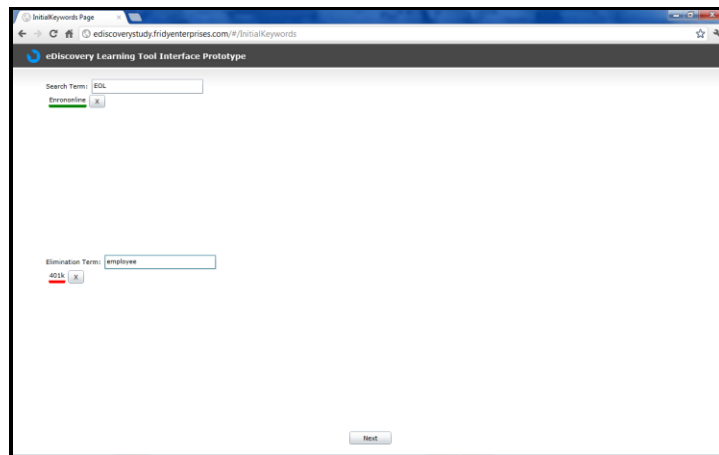 InitialKeywords Page ×
ediscoverystudy.fridyenterprises.com/#/InitialKeywords
eDiscovery Learning Tool Interface Prototype
Search Term: EOL
Enrononline X
Elimination Term: employee
401k X
Next